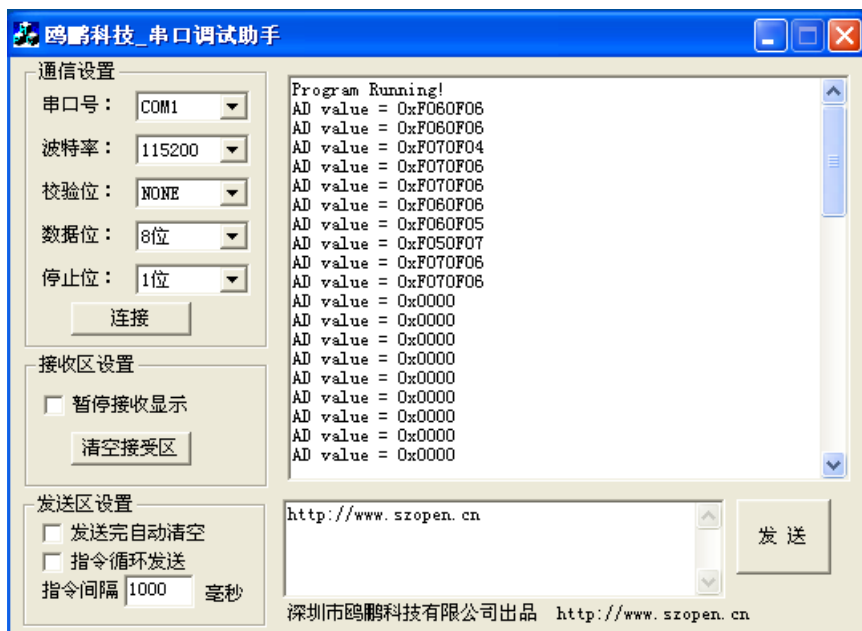 鸥鹏科技_串口调试助手
通信设置
串口号： COM1
波特率： 115200
校验位： NONE
数据位： 8位
停止位： 1位
连接
接收区设置
暂停接收显示
清空接受区
发送区设置
发送完自动清空
指令循环发送
指令间隔 1000 毫秒
Program Running!
AD value = 0xF060F06
AD value = 0xF060F06
AD value = 0xF070F04
AD value = 0xF070F06
AD value = 0xF070F06
AD value = 0xF060F06
AD value = 0xF060F05
AD value = 0xF050F07
AD value = 0xF070F06
AD value = 0xF070F06
AD value = 0x0000
AD value = 0x0000
AD value = 0x0000
AD value = 0x0000
AD value = 0x0000
AD value = 0x0000
AD value = 0x0000
AD value = 0x0000
AD value = 0x0000
http://www.szopen.cn
发 送
深圳市鸥鹏科技有限公司出品 http://www.szopen.cn